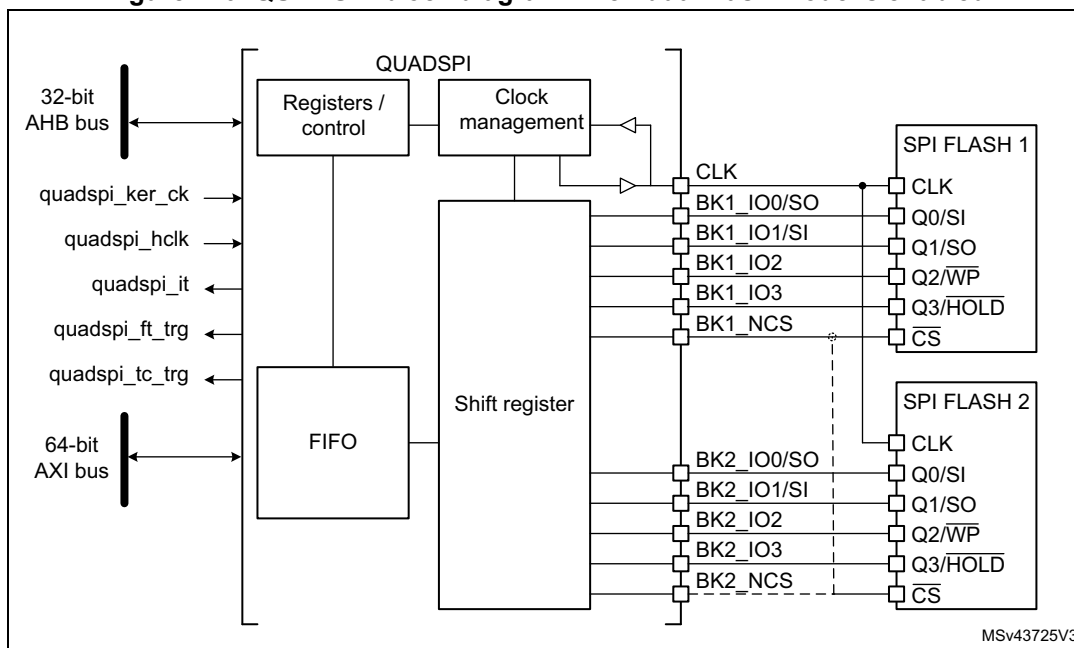 QUADSPI
32-bit
AHB bus
quadspi_ker_ck
quadspi_hclk
quadspi_it
quadspi_ft_trg
quadspi_tc_trg
64-bit
AXI bus
Registers /
control
Clock
management
FIFO
Shift register
CLK
BK1_IO0/SO
BK1_IO1/SI
BK1_IO2
BK1_IO3
BK1_NCS
BK2_IO0/SO
BK2_IO1/SI
BK2_IO2
BK2_IO3
BK2_NCS
SPI FLASH 1
CLK
Q0/SI
Q1/SO
Q2/WP
Q3/HOLD
CS
SPI FLASH 2
CLK
Q0/SI
Q1/SO
Q2/WP
Q3/HOLD
CS
MSv43725V3